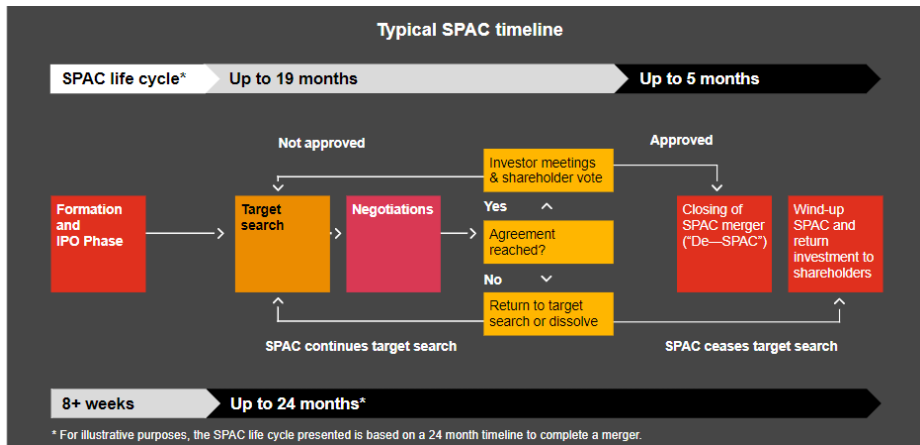 Typical SPAC timeline
SPAC life cycle*
Up to 19 months
Up to 5 months
Not approved
Approved
Investor meetings
& shareholder vote
Formation
and
IPO Phase
Target
search
Negotiations
Yes
Agreement
reached?
No
Return to target
search or dissolve
Closing of
SPAC merger
(“De—SPAC”)
Wind-up
SPAC and
return
investment to
shareholders
SPAC continues target search
SPAC ceases target search
8+ weeks
Up to 24 months*
* For illustrative purposes, the SPAC life cycle presented is based on a 24 month timeline to complete a merger.